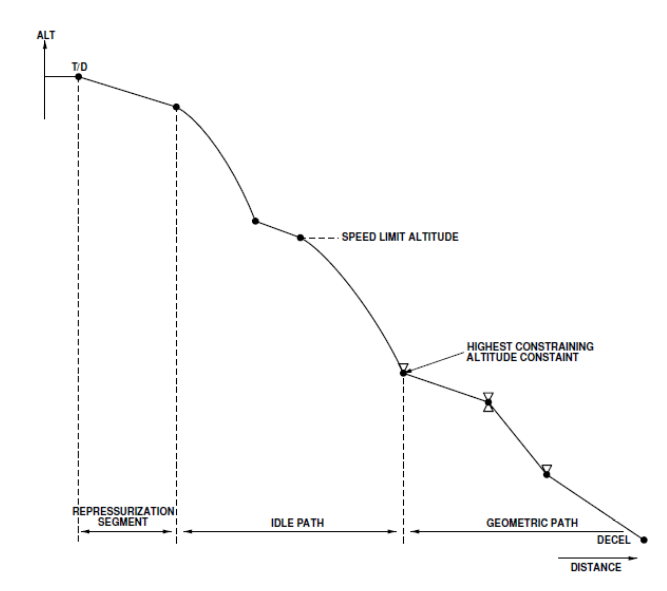 ALT
T/D
SPEED LIMIT ALTITUDE
HIGHEST CONSTRAINING
ALTITUDE CONSTAINT
REPRESSURIZATION
SEGMENT
IDLE PATH
GEOMETRIC PATH
DECEL
DISTANCE